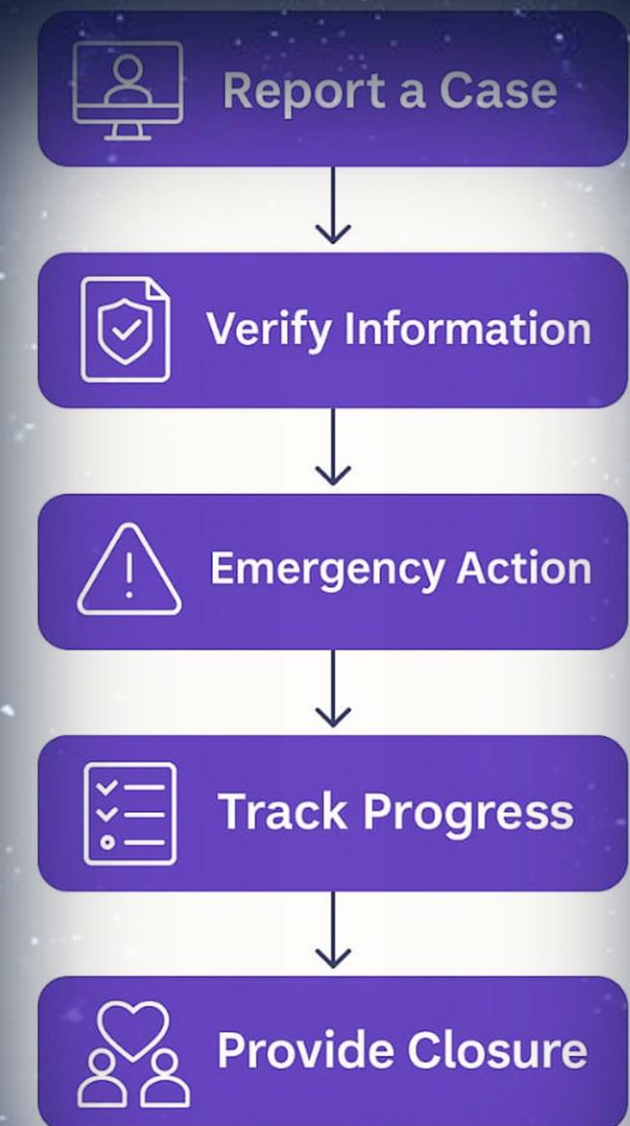 Report a Case
Verify Information
Emergency Action
Track Progress
Provide Closure